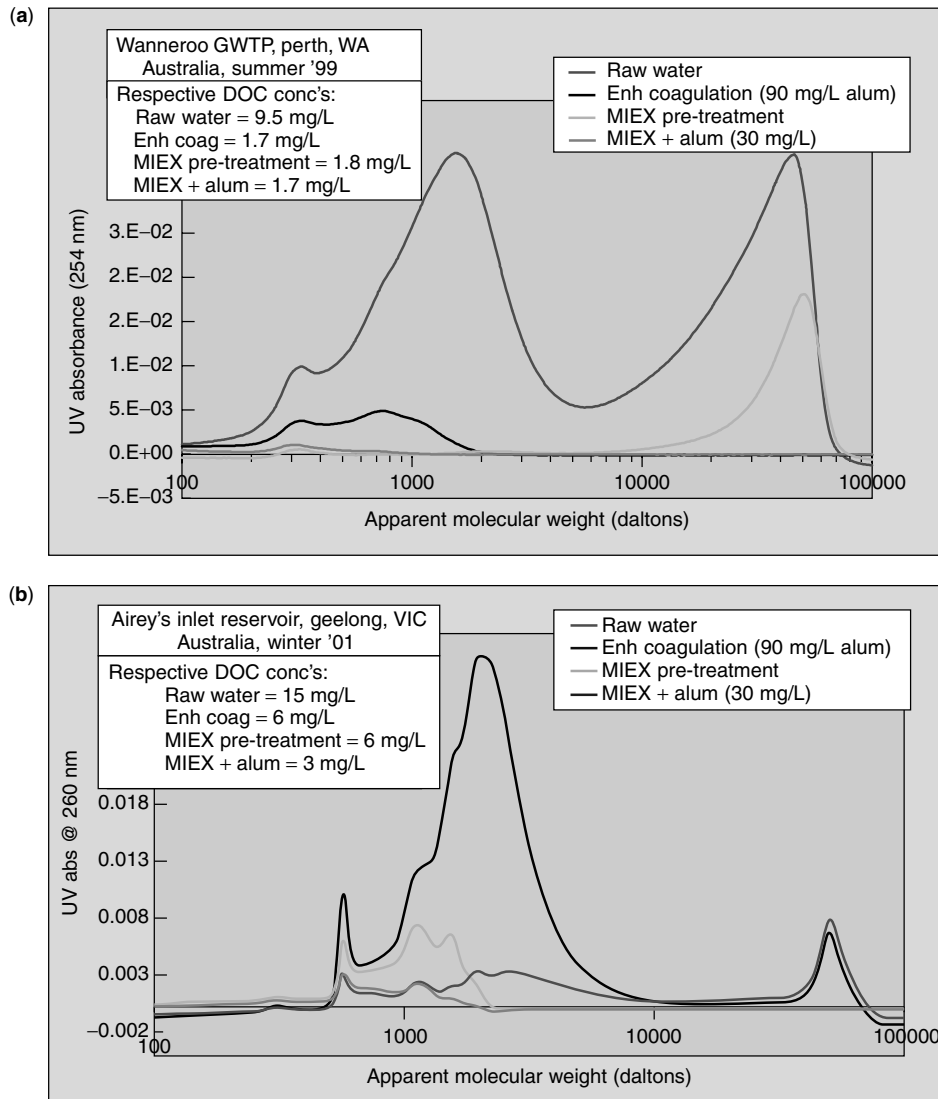 (a)
Wanneroo GWTP, perth, WA
Australia, summer '99
Respective DOC conc's:
Raw water = 9.5 mg/L
Enh coag = 1.7 mg/L
MIEX pre-treatment = 1.8 mg/L
MIEX + alum = 1.7 mg/L
Raw water
Enh coagulation (90 mg/L alum)
MIEX pre-treatment
MIEX + alum (30 mg/L)
UV absorbance (254 nm)
3.E-02
2.E-02
2.E-02
1.E-02
5.E-03
0.E+00
−5.E-03
100
1000
10000
100000
Apparent molecular weight (daltons)
(b)
Airey's inlet reservoir, geelong, VIC
Australia, winter '01
Respective DOC conc's:
Raw water = 15 mg/L
Enh coag = 6 mg/L
MIEX pre-treatment = 6 mg/L
MIEX + alum = 3 mg/L
Raw water
Enh coagulation (90 mg/L alum)
MIEX pre-treatment
MIEX + alum (30 mg/L)
UV abs @ 260 nm
0.018
0.013
0.008
0.003
−0.002
100
1000
10000
100000
Apparent molecular weight (daltons)